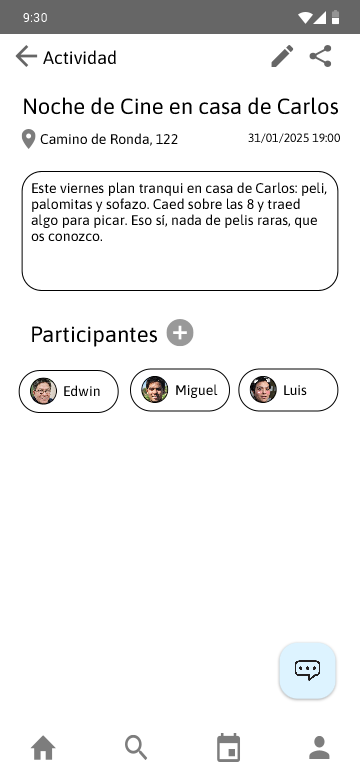 9:30
Actividad
Noche de Cine en casa de Carlos
Camino de Ronda, 122 31/01/2025 19:00
Este viernes plan tranqui en casa de Carlos: peli,
palomitas y sofazo. Caed sobre las 8 y traed
algo para picar. Eso sí, nada de pelis raras, que
os conozco.
Participantes
Edwin Miguel Luis